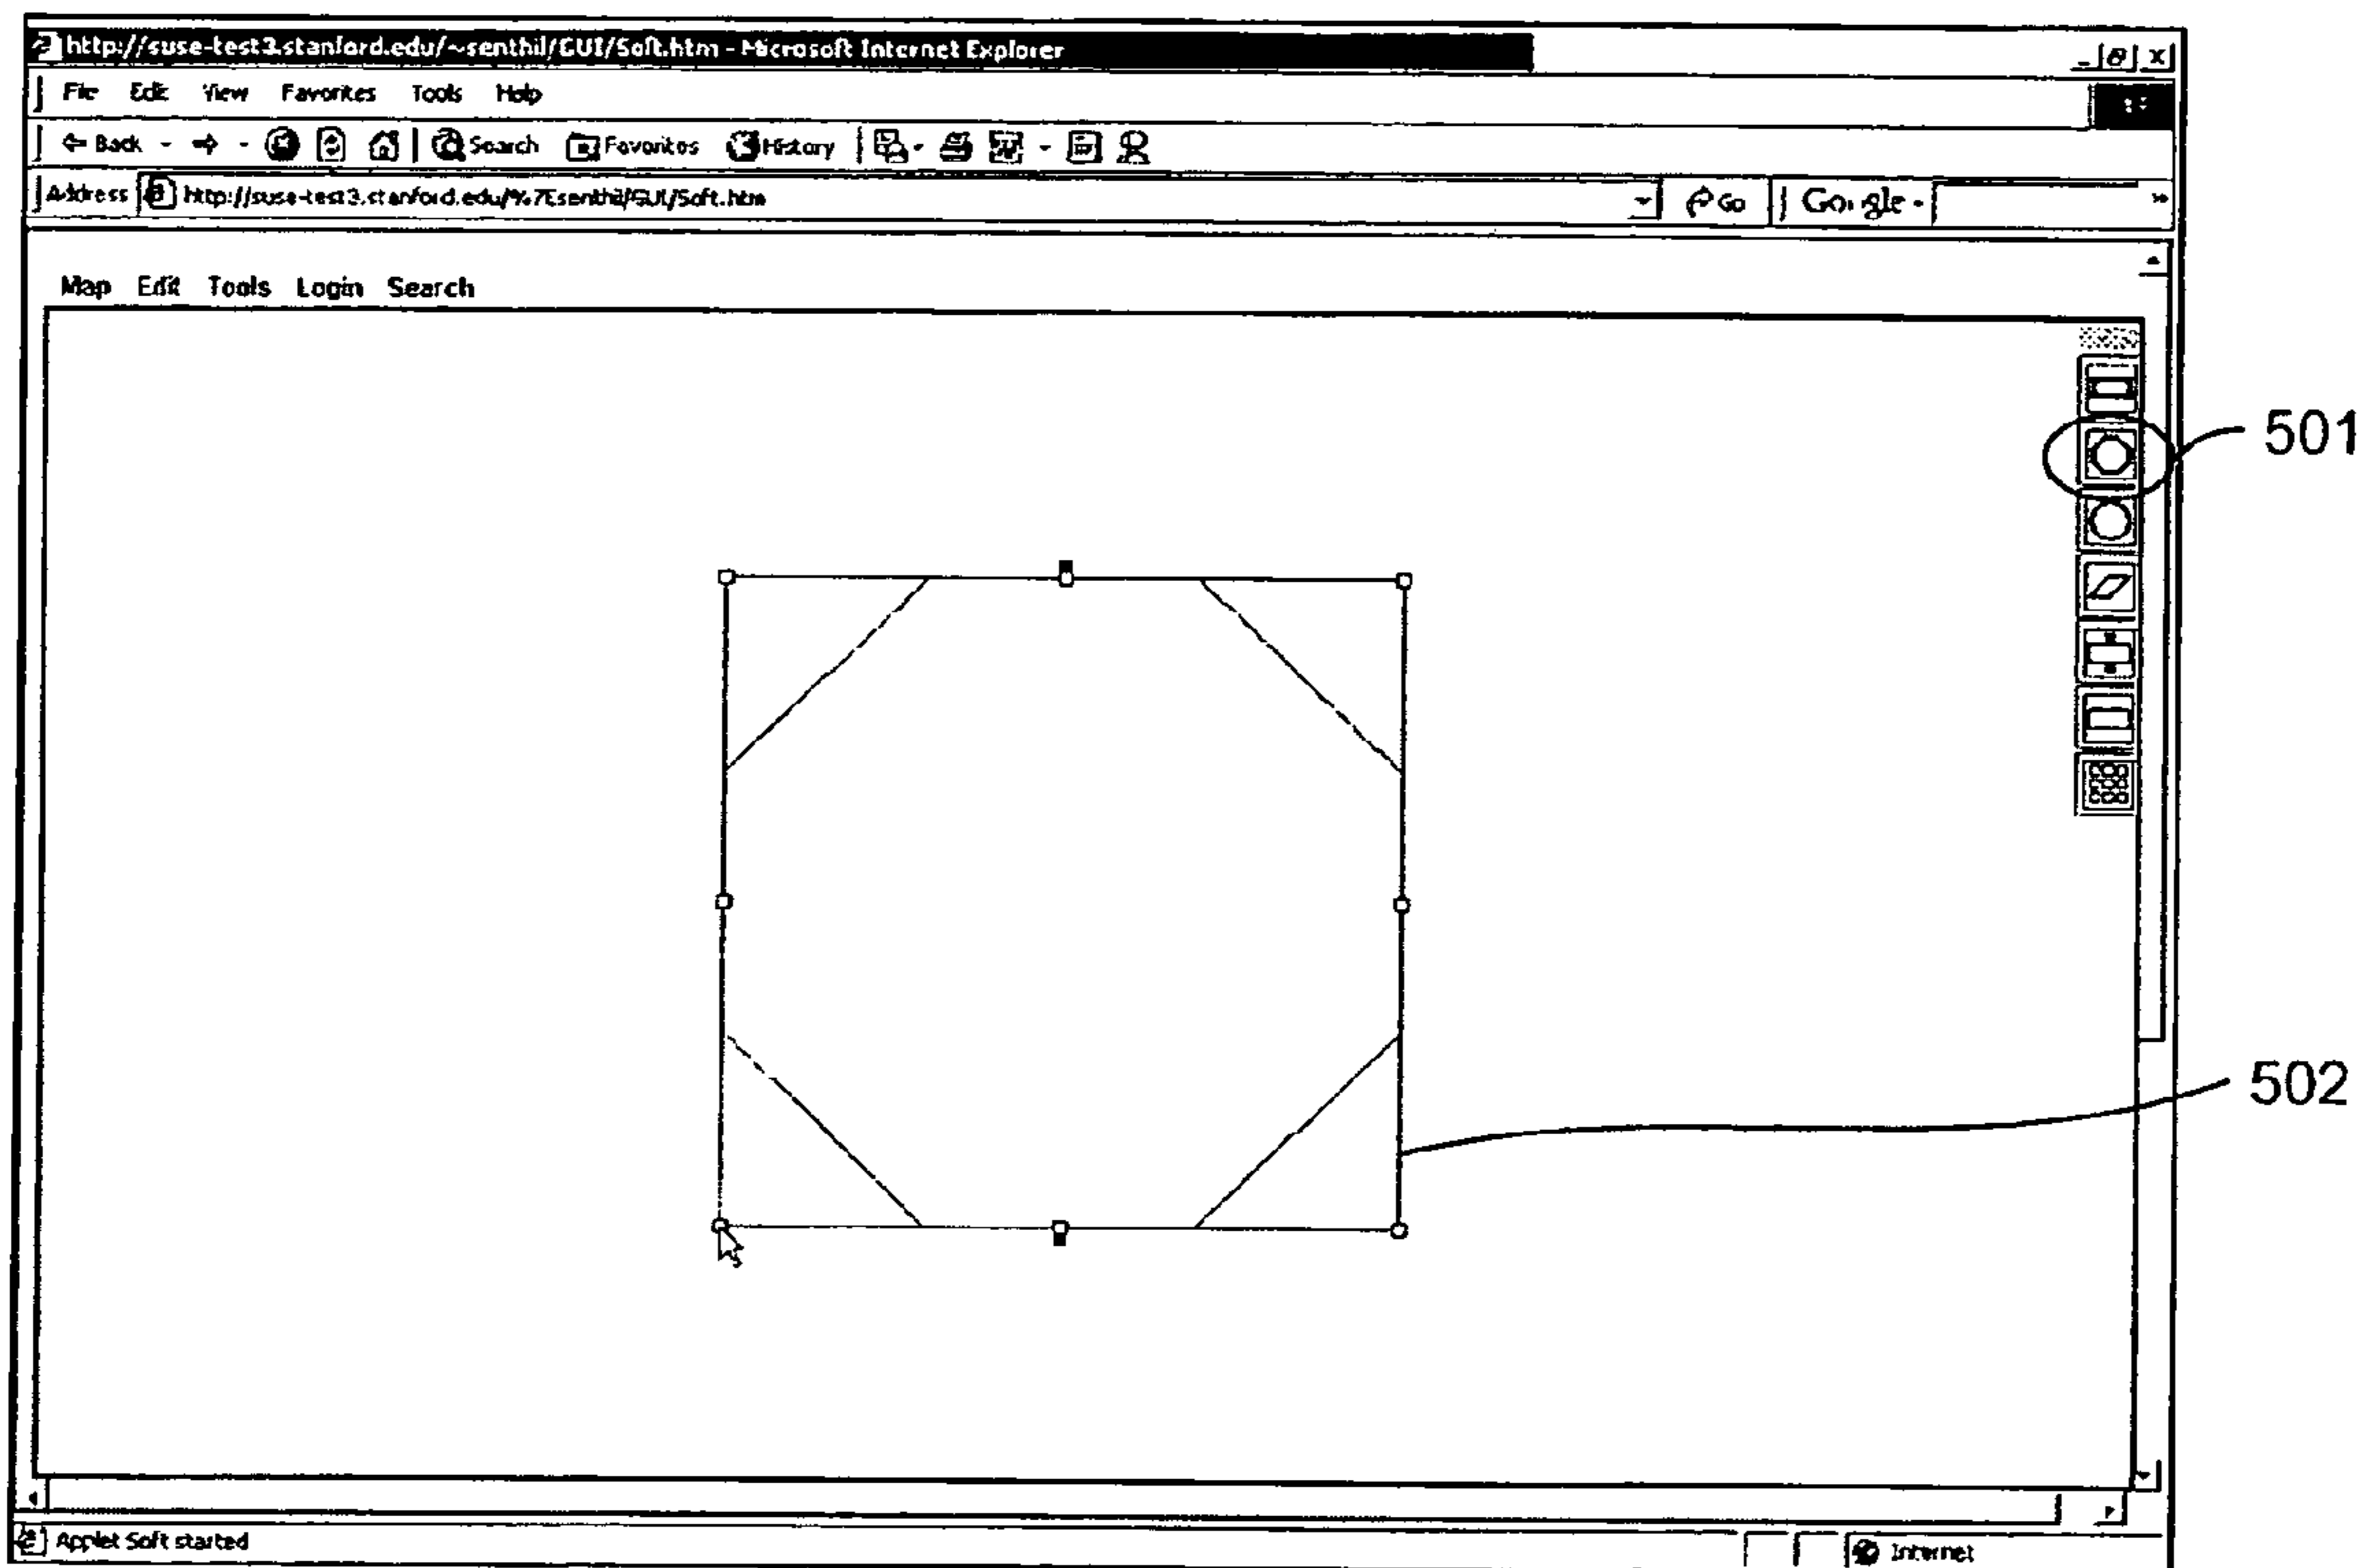 http://suse-test3.stanford.edu/~senthil/GUI/Soft.htm - Microsoft Internet Explorer
File Edit View Favorites Tools Help
Back Search Favorites History
Address http://suse-test3.stanford.edu/%7Esenthil/GUI/Soft.htm Go Google
Map Edit Tools Login Search
501
502
Applet Soft started Internet